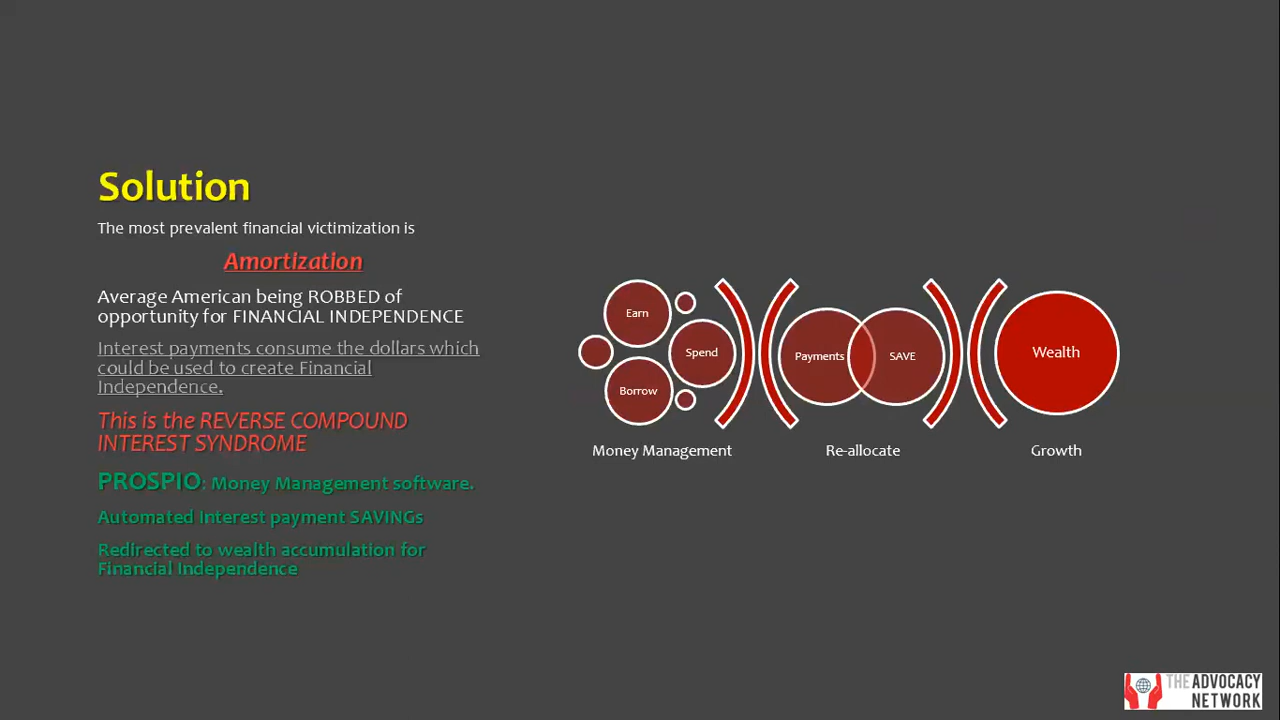 Solution
The most prevalent financial victimization is
Amortization
Average American being ROBBED of
opportunity for FINANCIAL INDEPENDENCE
Interest payments consume the dollars which
could be used to create Financial
Independence.
This is the REVERSE COMPOUND
INTEREST SYNDROME
PROSPIO: Money Management software.
Automated Interest payment SAVINGs
Redirected to wealth accumulation for
Financial Independence
Earn
Spend
Borrow
Money Management
Payments
SAVE
Re-allocate
Wealth
Growth
THE ADVOCACY
NETWORK